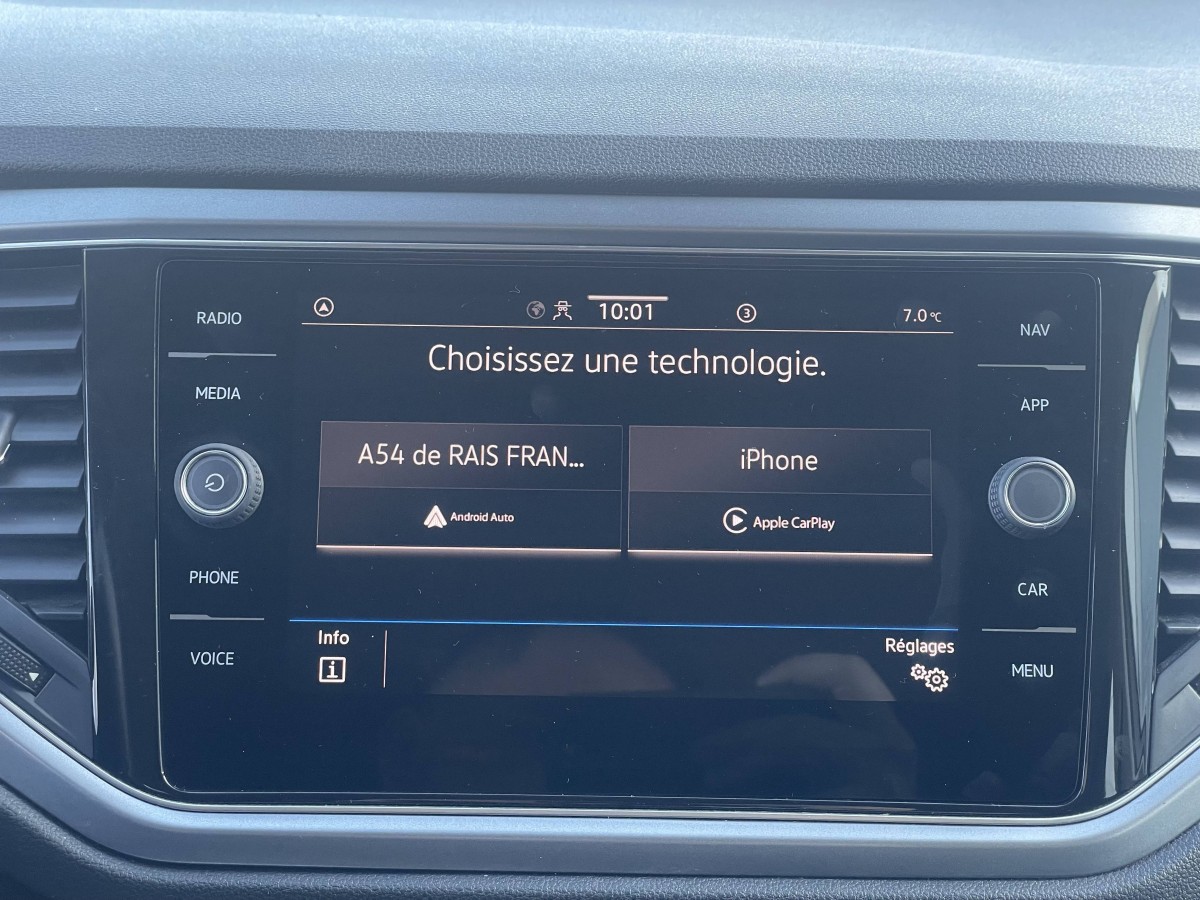 RADIO
MEDIA
PHONE
VOICE
10:01
3
7.0 °C
Choisissez une technologie.
A54 de RAIS FRAN...
Android Auto
iPhone
Apple CarPlay
Info
i
Réglages
NAV
APP
CAR
MENU